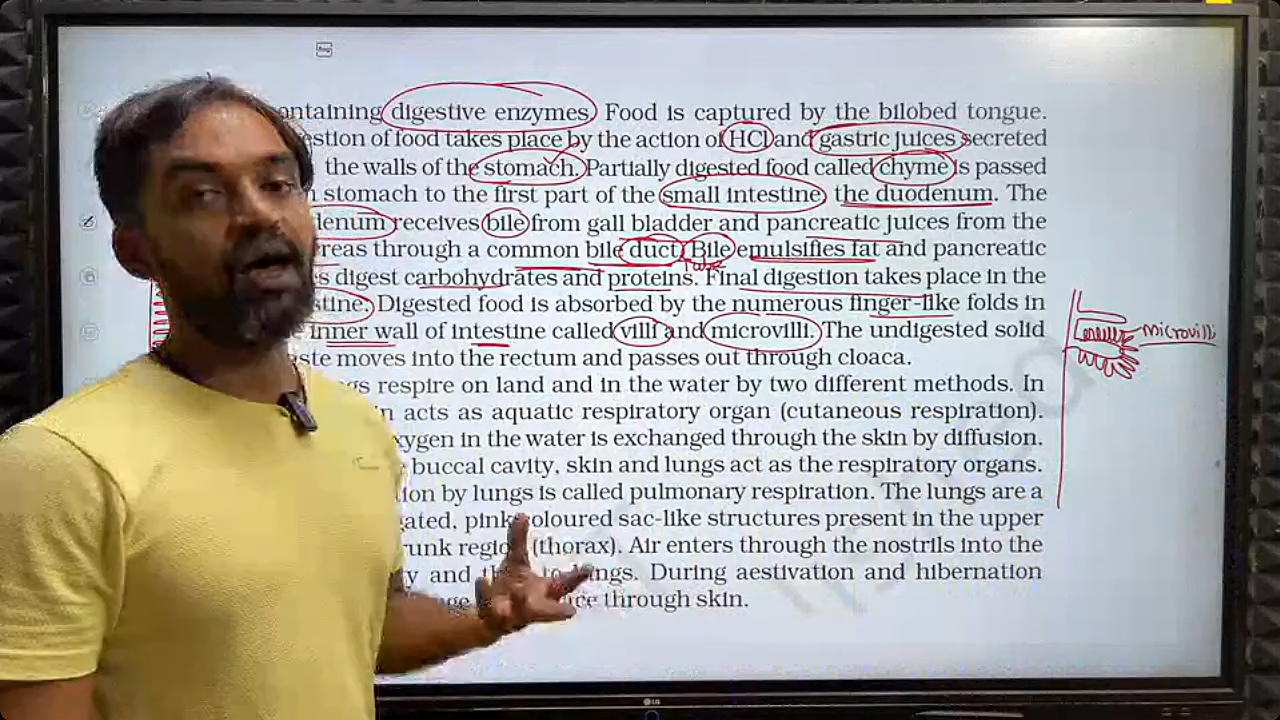 ontaining digestive enzymes. Food is captured by the bilobed tongue.
estion of food takes place by the action of HCl and gastric juices secreted
the walls of the stomach. Partially digested food called chyme is passed
stomach to the first part of the small intestine, the duodenum. The
denum receives bile from gall bladder and pancreatic juices from the
reas through a common bile duct. Bile emulsifies fat and pancreatic
s digest carbohydrates and proteins. Final digestion takes place in the
stine. Digested food is absorbed by the numerous finger-like folds in
inner wall of intestine called villi and microvilli. The undigested solid
microvilli
ste moves into the rectum and passes out through cloaca.
gs respire on land and in the water by two different methods. In
n acts as aquatic respiratory organ (cutaneous respiration).
xygen in the water is exchanged through the skin by diffusion.
buccal cavity, skin and lungs act as the respiratory organs.
ion by lungs is called pulmonary respiration. The lungs are a
gated, pink coloured sac-like structures present in the upper
runk region (thorax). Air enters through the nostrils into the
y and to lungs. During aestivation and hibernation
through skin.
LG